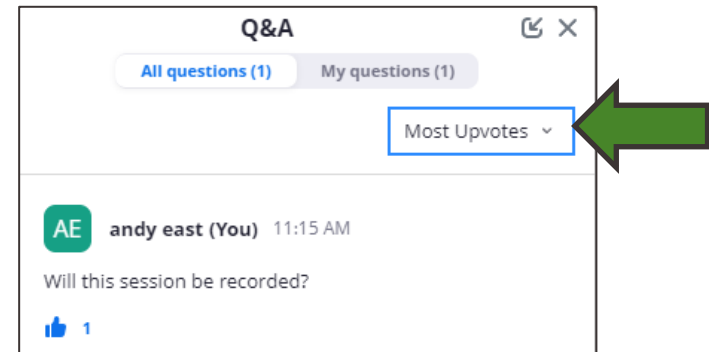 Q&A
All questions (1) My questions (1)
Most Upvotes
AE andy east (You) 11:15 AM
Will this session be recorded?
1